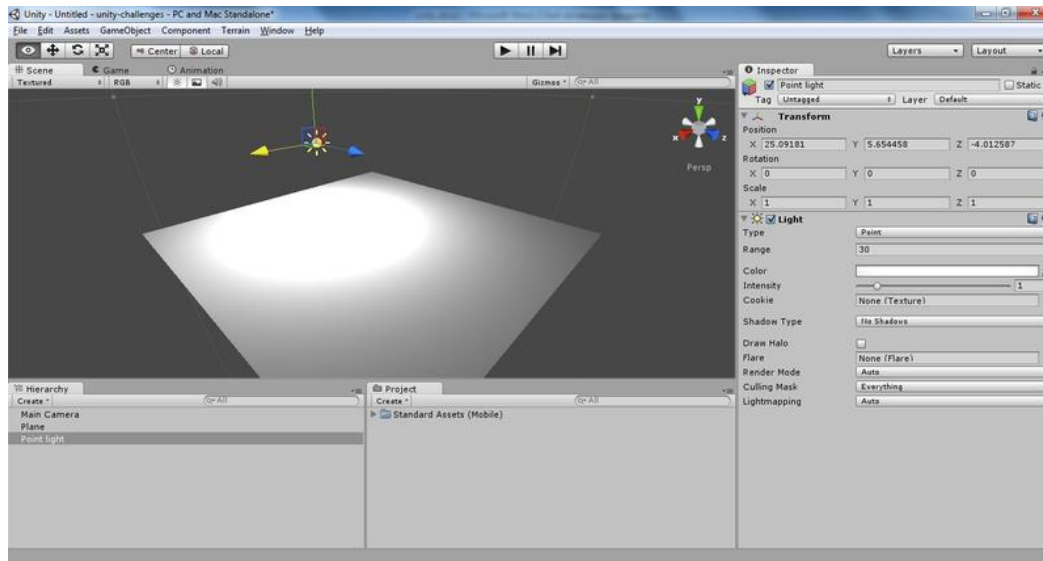 Unity - Untitled - unity-challenges - PC and Mac Standalone*
File Edit Assets GameObject Component Terrain Window Help
Center Local Layers Layout
Scene Game Animation
Textured RGB Gizmos All
y
x z
Persp
Inspector
Point light Static
Tag Untagged Layer Default
Transform
Position
X 25.09181 Y 5.654458 Z -4.012587
Rotation
X 0 Y 0 Z 0
Scale
X 1 Y 1 Z 1
Light
Type Point
Range 30
Color
Intensity 1
Cookie None (Texture)
Shadow Type No Shadows
Draw Halo
Flare None (Flare)
Render Mode Auto
Culling Mask Everything
Lightmapping Auto
Hierarchy
Create All
Main Camera
Plane
Point light
Project
Create All
Standard Assets (Mobile)